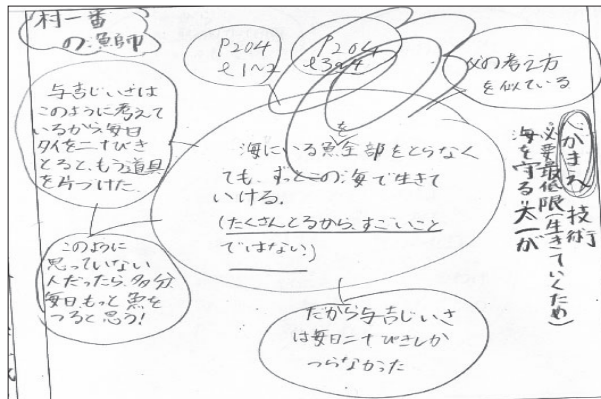 村一番
の漁師
P204
l1~2
P204
l3~4
父の考え方
を似ている
与吉じいさは
このように考えて
いるから毎日
タイを二十ぴき
とると、もう道具
を片づけた。
を
海にいる魚全部をとらなく
ても、ずっとこの海で生きて
いける。
(たくさんとるから、すごいこと
ではない。)
このように
思っていない
人だったら、多分、
毎日、もっと魚を
つると思う!
だから与吉じいさ
は毎日二十ぴきしか
つらなかった
技術
必要最低限(生きていくため)
海を守る
太一が